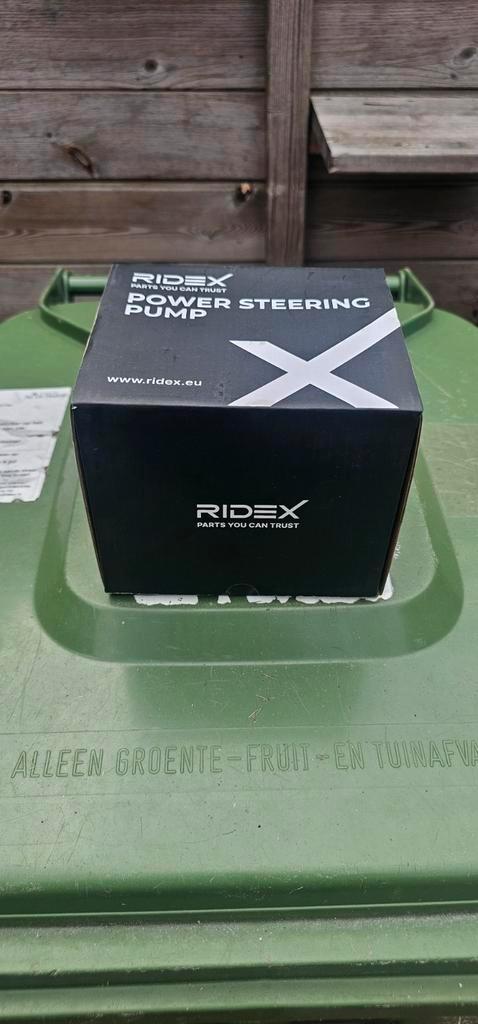 RIDEX
PARTS YOU CAN TRUST
POWER STEERING
PUMP
www.ridex.eu
RIDEX
PARTS YOU CAN TRUST
ALLEEN GROENTE-FRUIT-EN TUINAFVA